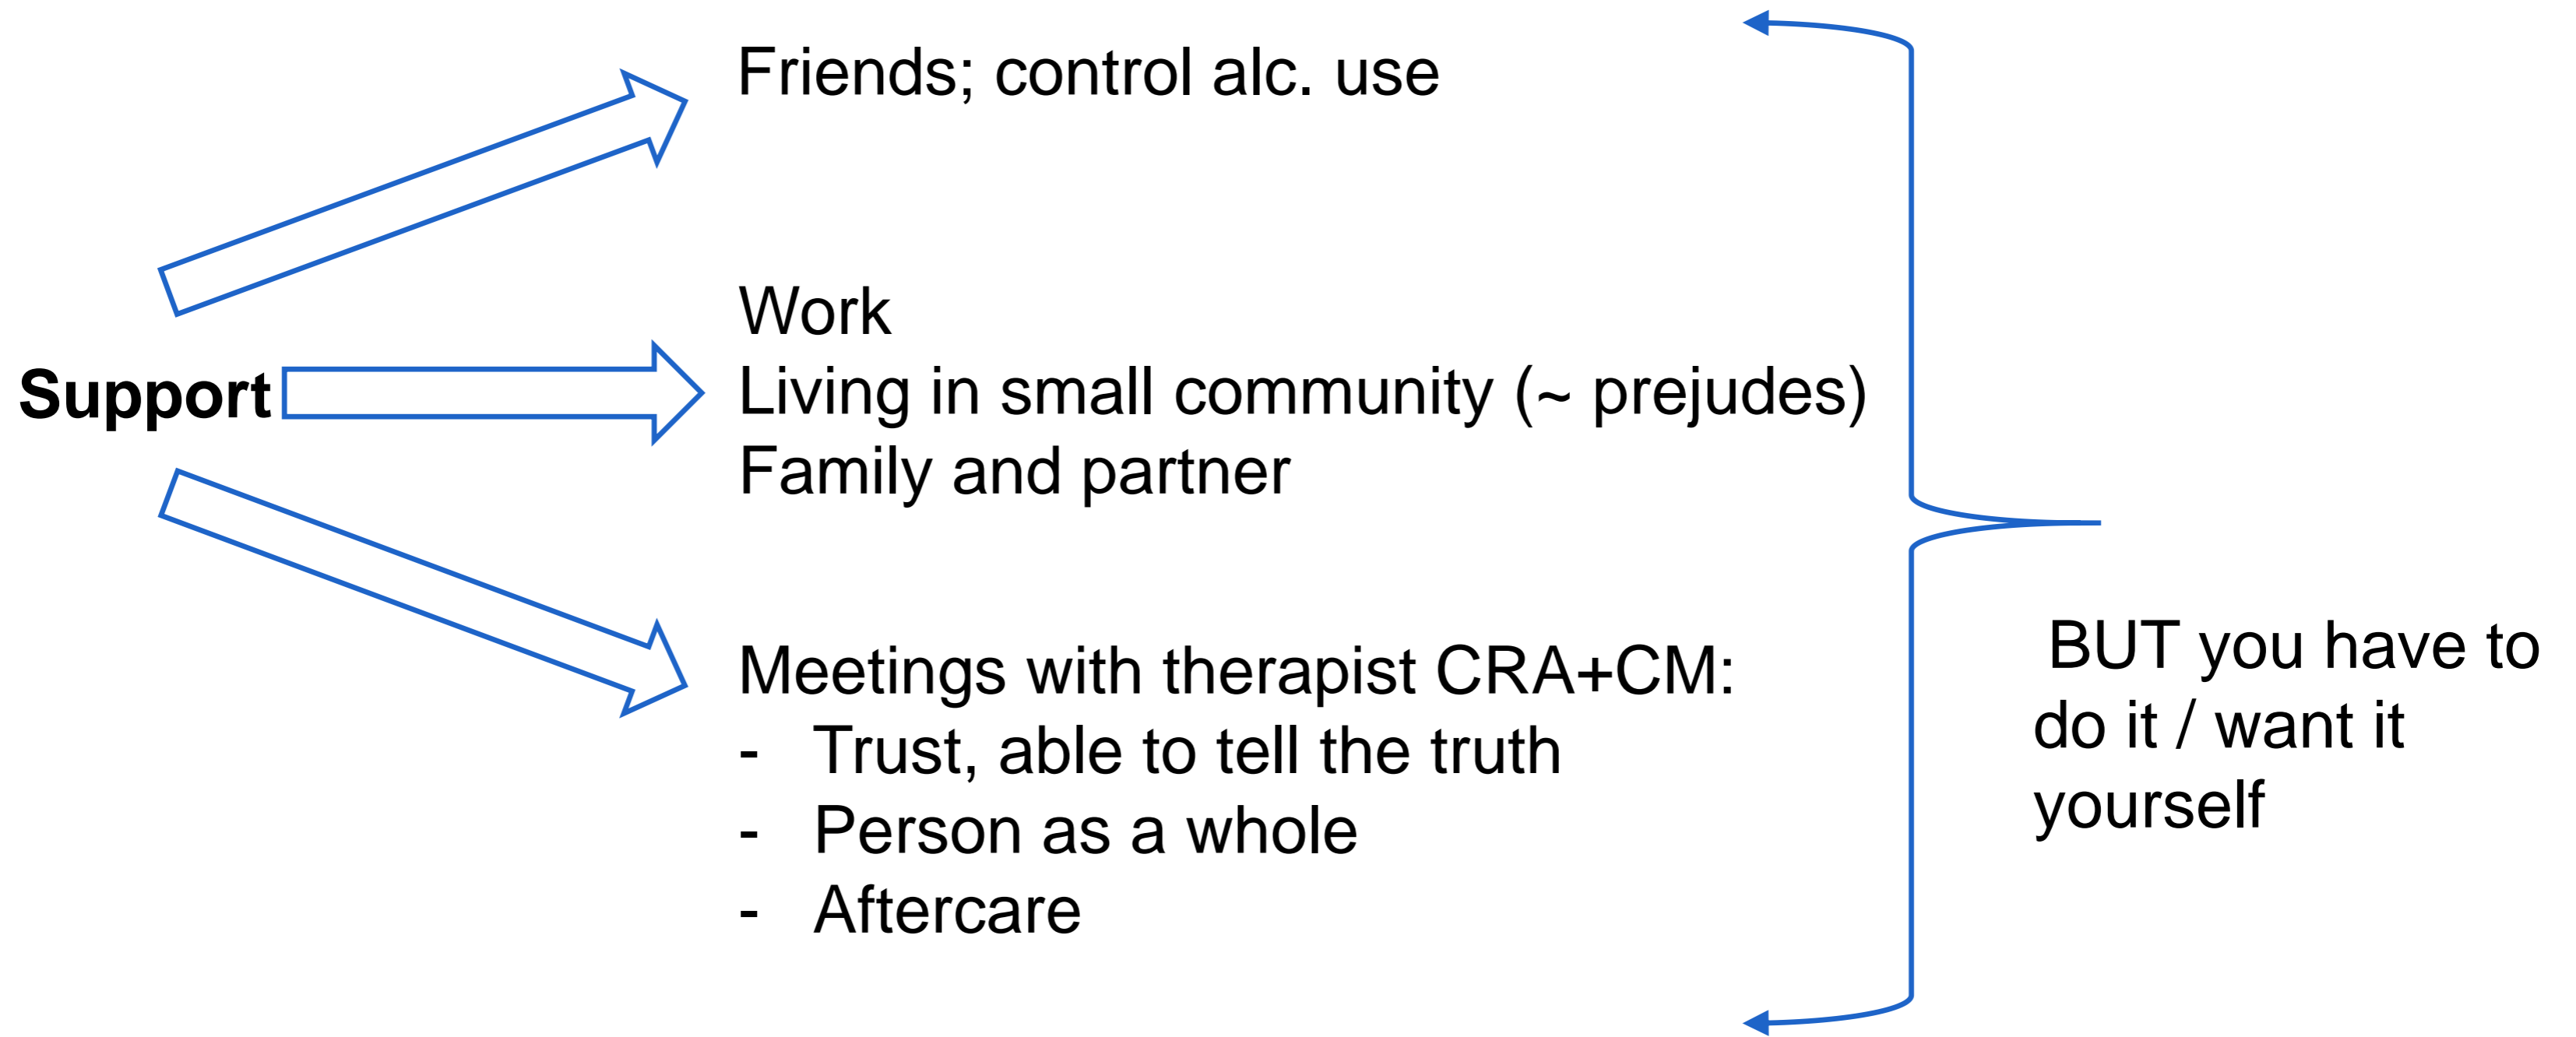 Friends; control alc. use
Work
Support
Living in small community (~ prejudes)
Family and partner
Meetings with therapist CRA+CM:
- Trust, able to tell the truth
- Person as a whole
- Aftercare
BUT you have to
do it / want it
yourself